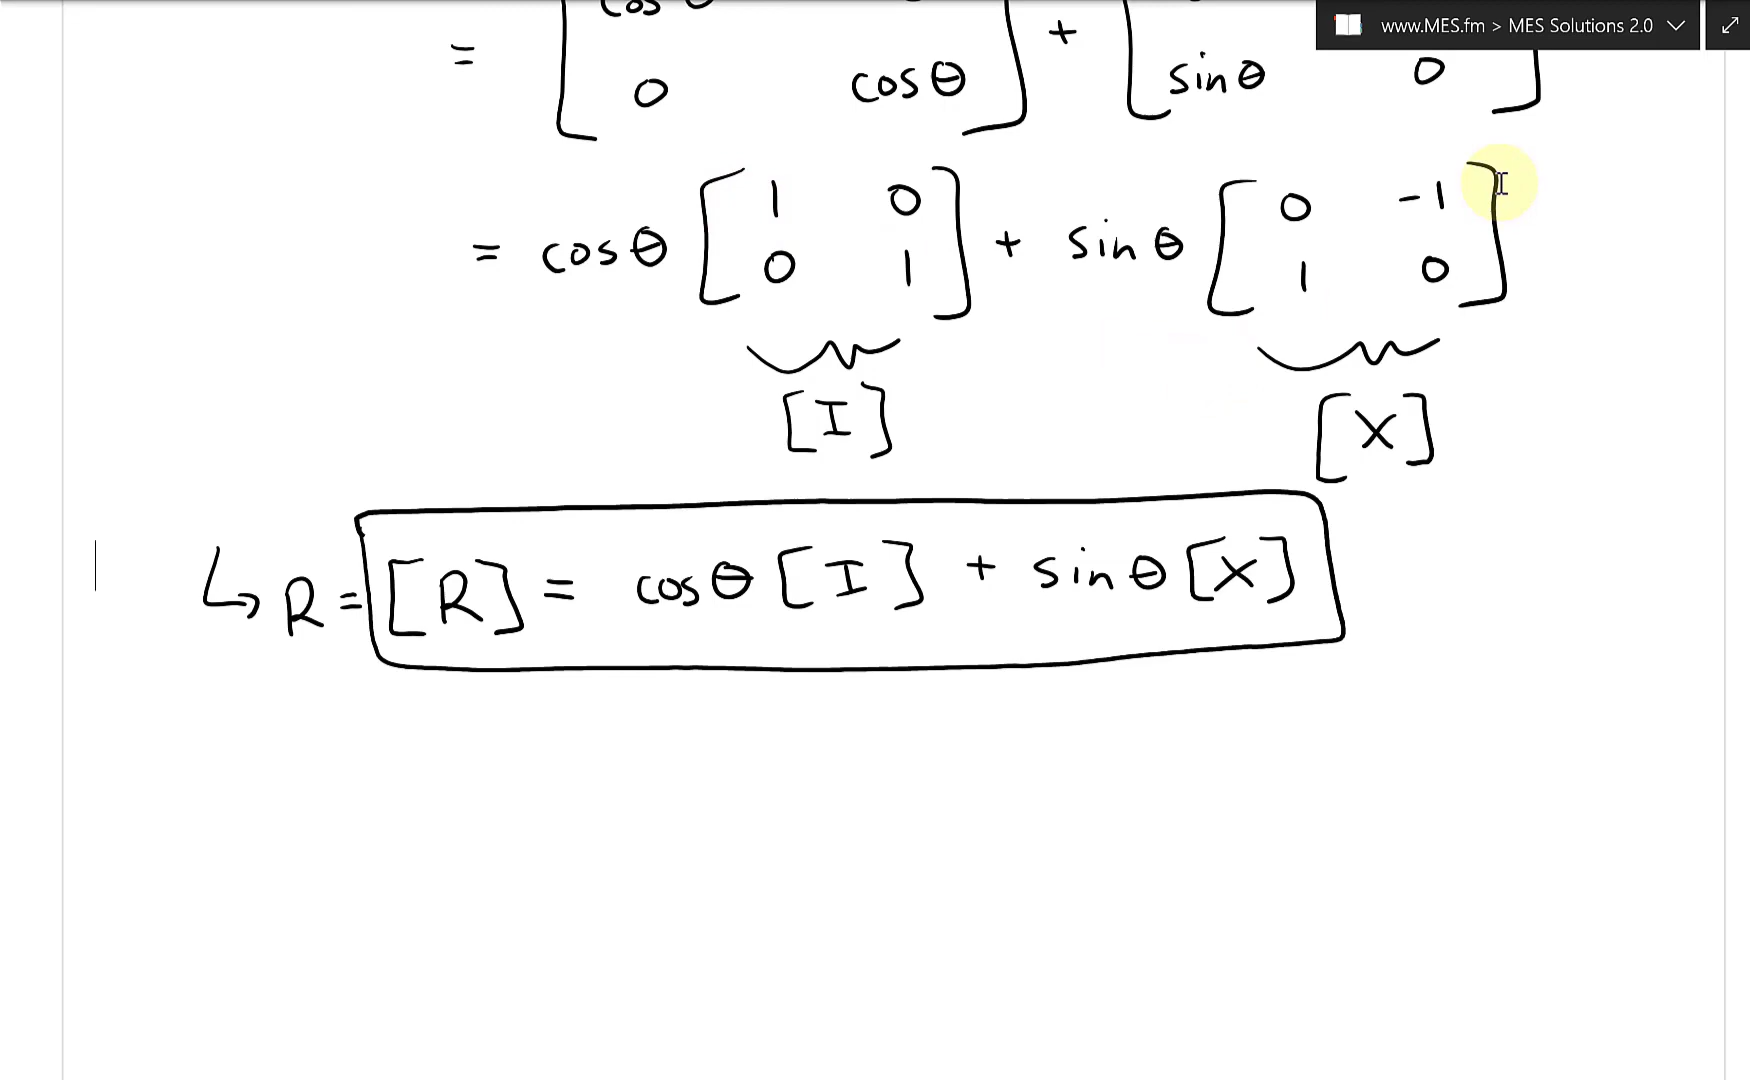 www.MES.fm > MES Solutions 2.0
= [ cos θ ] + [ ]
0 cos θ sin θ 0
= cos θ [ 1 0 ] + sin θ [ 0 -1 ]
0 1 1 0
[I] [X]
↳ R = [R] = cos θ [I] + sin θ [X]